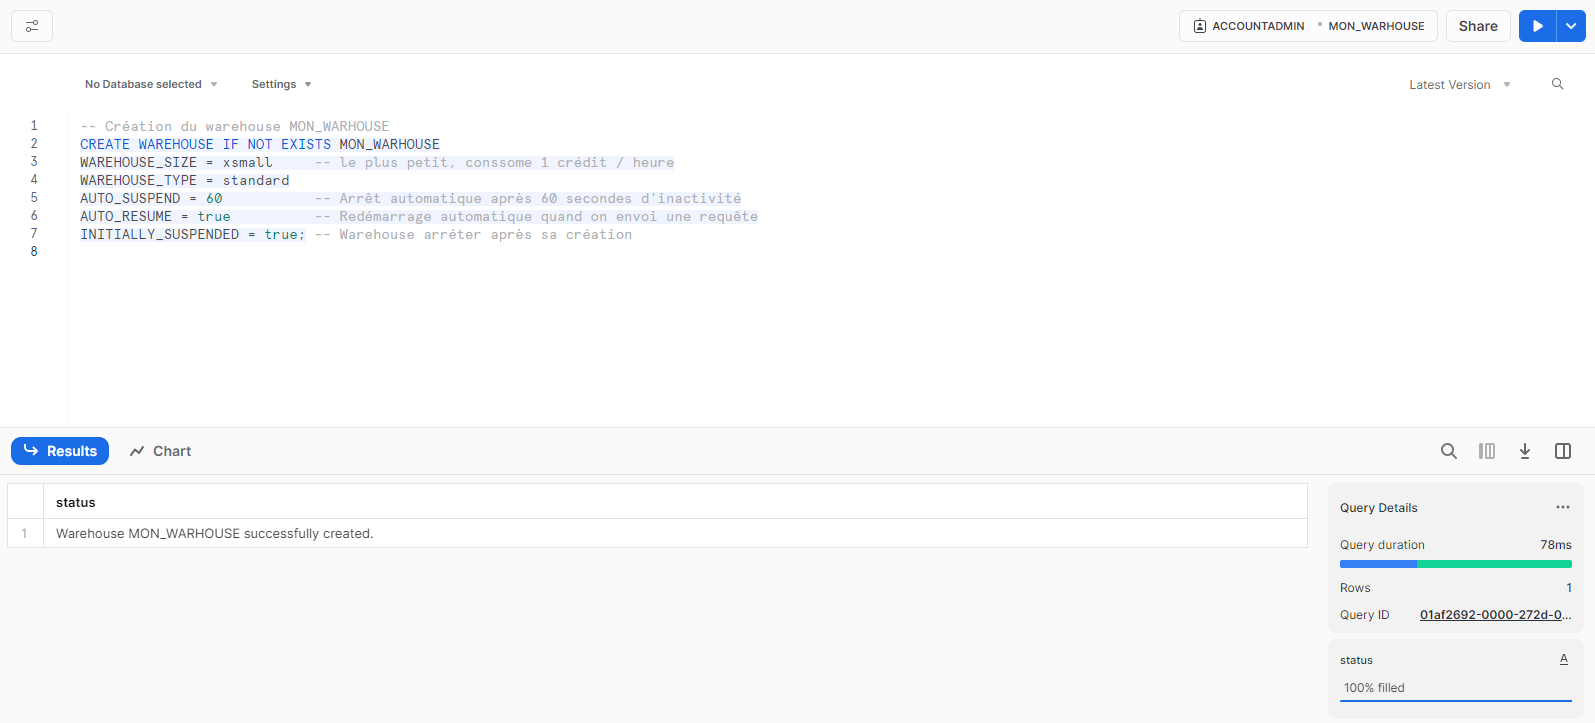 ACCOUNTADMIN MON_WARHOUSE Share
No Database selected Settings Latest Version
1 -- Création du warehouse MON_WARHOUSE
2 CREATE WAREHOUSE IF NOT EXISTS MON_WARHOUSE
3 WAREHOUSE_SIZE = xsmall -- le plus petit, conssome 1 crédit / heure
4 WAREHOUSE_TYPE = standard
5 AUTO_SUSPEND = 60 -- Arrêt automatique après 60 secondes d'inactivité
6 AUTO_RESUME = true -- Redémarrage automatique quand on envoi une requête
7 INITIALLY_SUSPENDED = true; -- Warehouse arréter après sa création
8
Results Chart
status
1 Warehouse MON_WARHOUSE successfully created.
Query Details ...
Query duration 78ms
Rows 1
Query ID 01af2692-0000-272d-0...
status A
100% filled